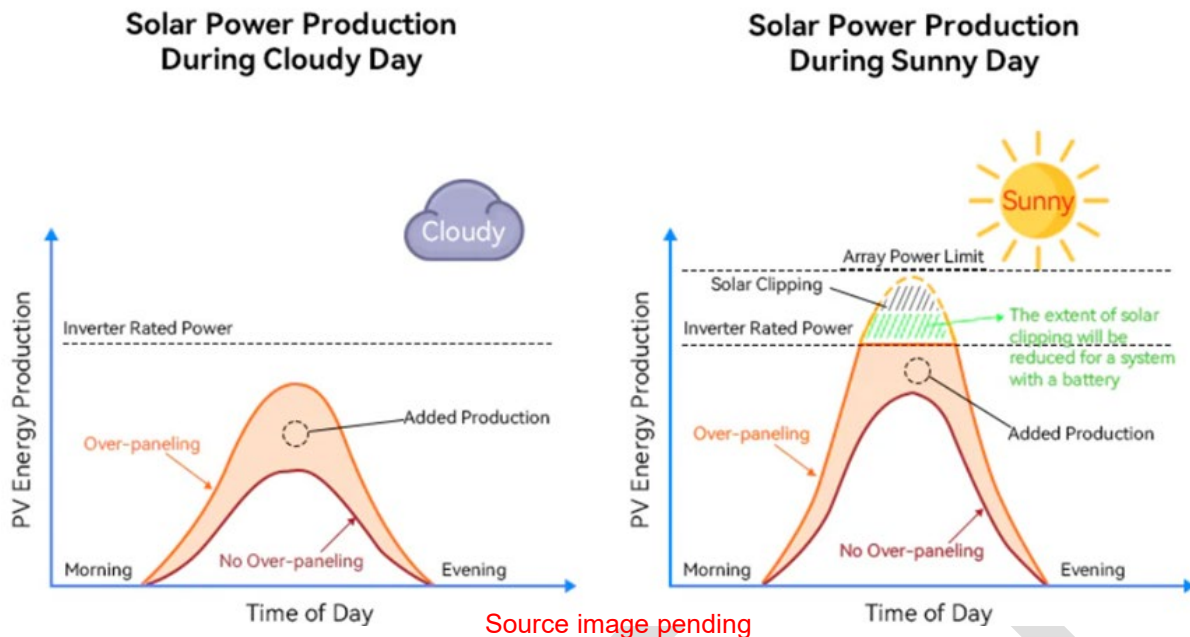 Solar Power Production
During Cloudy Day
Cloudy
Inverter Rated Power
Added Production
Over-paneling
No Over-paneling
Morning
Evening
PV Energy Production
Time of Day
Solar Power Production
During Sunny Day
Sunny
Array Power Limit
Solar Clipping
Inverter Rated Power
The extent of solar
clipping will be
reduced for a system
with a battery
Added Production
Over-paneling
No Over-paneling
Morning
Evening
PV Energy Production
Time of Day
Source image pending